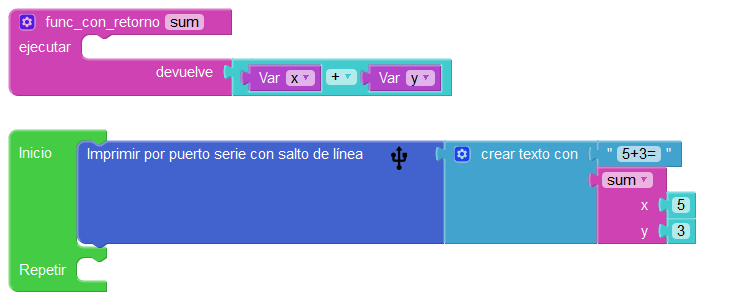 func_con_retorno sum
ejecutar
devuelve Var x + Var y
Inicio Imprimir por puerto serie con salto de línea crear texto con " 5+3= "
sum
x 5
y 3
Repetir